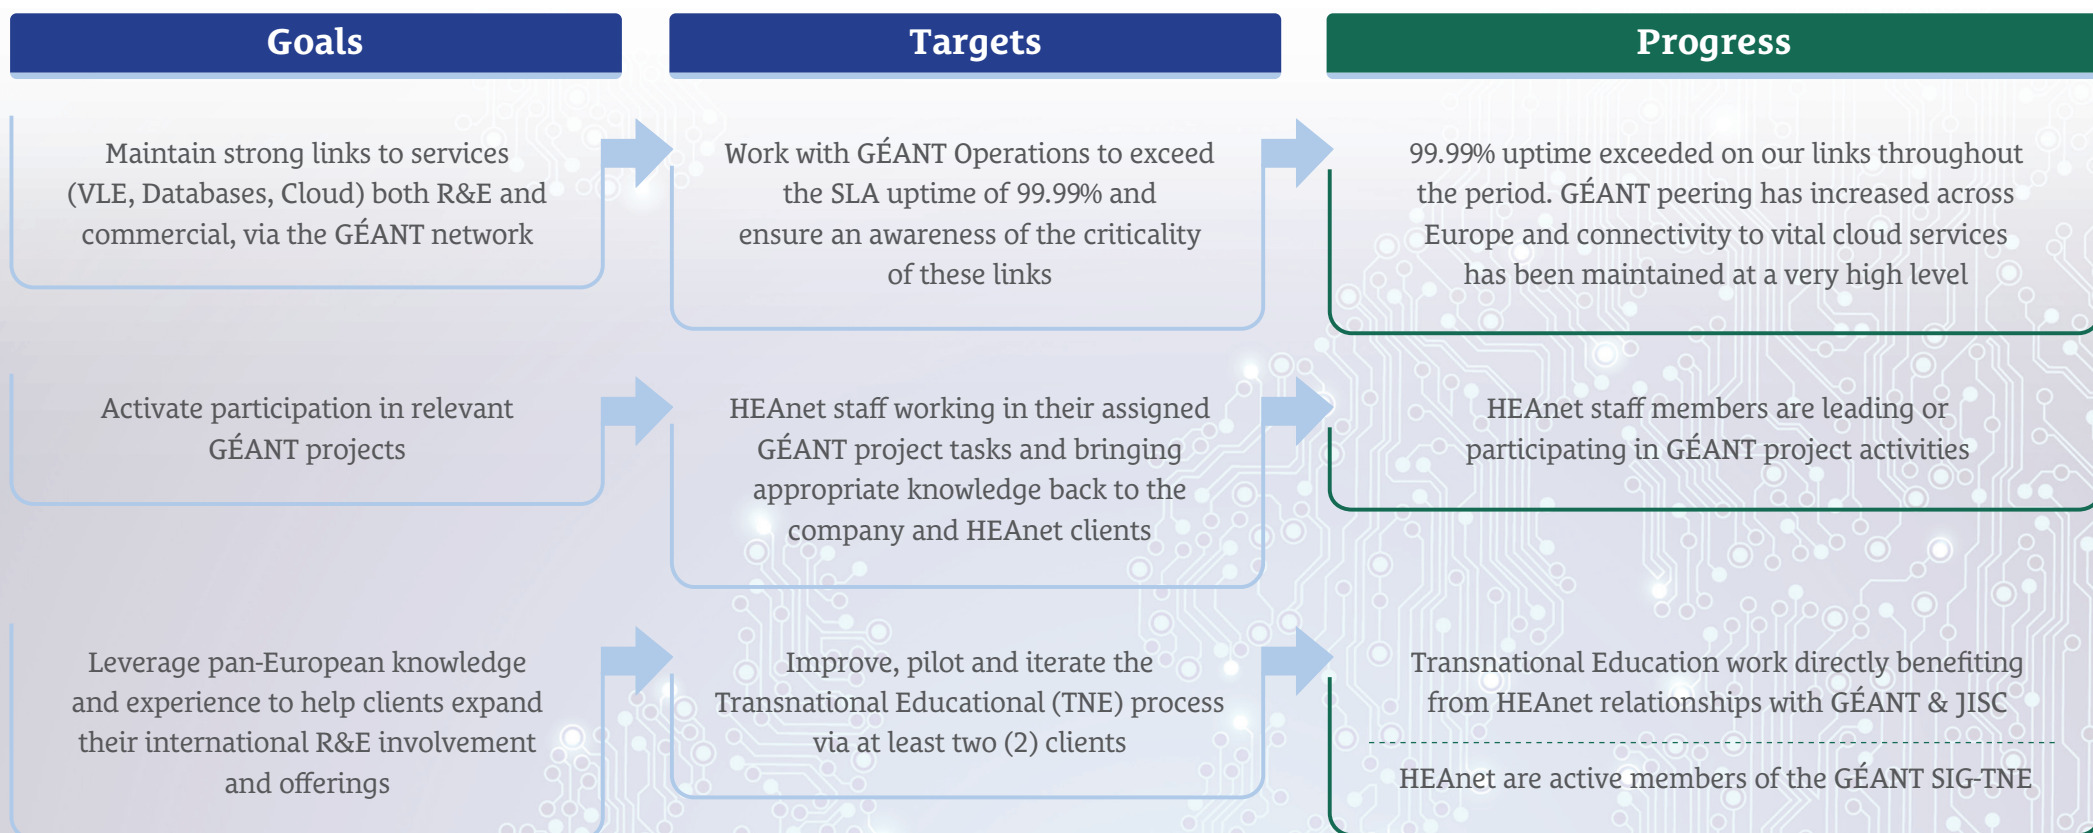 Goals
Targets
Progress
Maintain strong links to services
(VLE, Databases, Cloud) both R&E and
commercial, via the GÉANT network
Work with GÉANT Operations to exceed
the SLA uptime of 99.99% and
ensure an awareness of the criticality
of these links
99.99% uptime exceeded on our links throughout
the period. GÉANT peering has increased across
Europe and connectivity to vital cloud services
has been maintained at a very high level
Activate participation in relevant
GÉANT projects
HEAnet staff working in their assigned
GÉANT project tasks and bringing
appropriate knowledge back to the
company and HEAnet clients
HEAnet staff members are leading or
participating in GÉANT project activities
Leverage pan-European knowledge
and experience to help clients expand
their international R&E involvement
and offerings
Improve, pilot and iterate the
Transnational Educational (TNE) process
via at least two (2) clients
Transnational Education work directly benefiting
from HEAnet relationships with GÉANT & JISC
HEAnet are active members of the GÉANT SIG-TNE